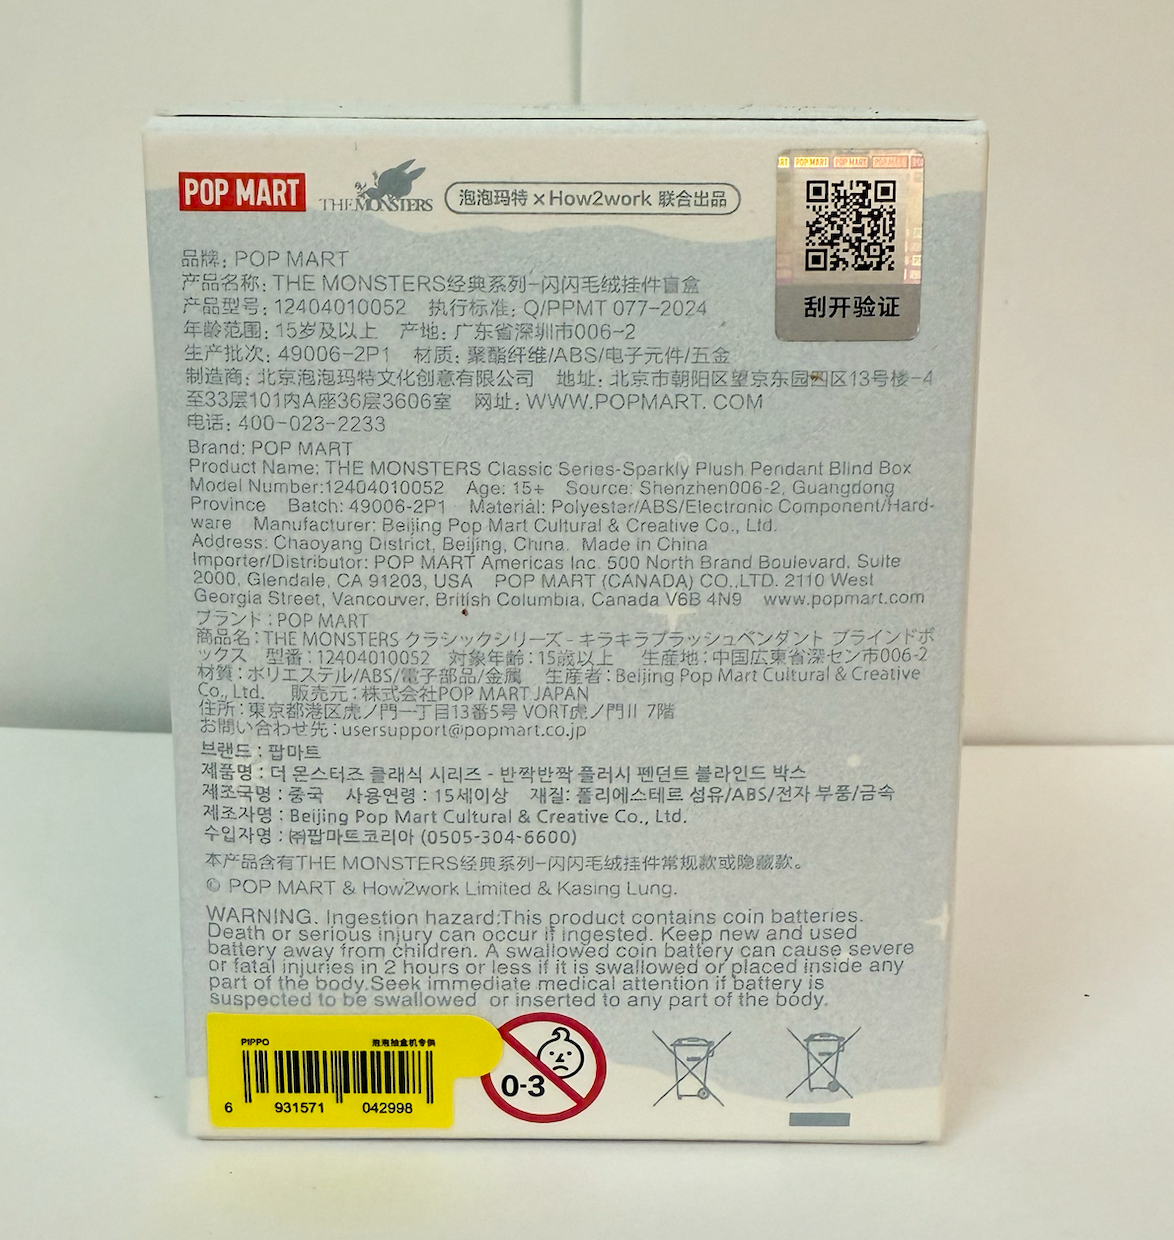 POP MART
THE MONSTERS
泡泡玛特 × How2work 联合出品
POP MART POP MART POP MART
刮开验证
品牌: POP MART
产品名称: THE MONSTERS经典系列-闪闪毛绒挂件盲盒
产品型号: 12404010052 执行标准: Q/PPMT 077-2024
年龄范围: 15岁及以上 产地: 广东省深圳市006-2
生产批次: 49006-2P1 材质: 聚酯纤维/ABS/电子元件/五金
制造商: 北京泡泡玛特文化创意有限公司 地址: 北京市朝阳区望京东园四区13号楼-4
至33层101内A座36层3606室 网址: WWW.POPMART. COM
电话: 400-023-2233
Brand: POP MART
Product Name: THE MONSTERS Classic Series-Sparkly Plush Pendant Blind Box
Model Number:12404010052 Age: 15+ Source: Shenzhen006-2, Guangdong
Province Batch: 49006-2P1 Material: Polyester/ABS/Electronic Component/Hard-
ware Manufacturer: Beijing Pop Mart Cultural & Creative Co., Ltd.
Address: Chaoyang District, Beijing, China. Made in China
Importer/Distributor: POP MART Americas Inc. 500 North Brand Boulevard, Suite
2000, Glendale, CA 91203, USA POP MART (CANADA) CO.,LTD. 2110 West
Georgia Street, Vancouver, British Columbia, Canada V6B 4N9 www.popmart.com
ブランド：POP MART
商品名：THE MONSTERS クラシックシリーズ - キラキラプラッシュペンダント ブラインドボ
ックス 型番：12404010052 対象年齢：15歳以上 生産地：中国広東省深セン市006-2
材質：ポリエステル/ABS/電子部品/金属 生産者：Beijing Pop Mart Cultural & Creative
Co., Ltd. 販売元：株式会社POP MART JAPAN
住所：東京都港区虎ノ門一丁目13番5号 VORT虎ノ門II 7階
お問い合わせ先：usersupport@popmart.co.jp
브랜드 : 팝마트
제품명 : 더 몬스터즈 클래식 시리즈 - 반짝반짝 플러시 펜던트 블라인드 박스
제조국명 : 중국 사용연령 : 15세이상 재질: 폴리에스테르 섬유/ABS/전자 부품/금속
제조자명 : Beijing Pop Mart Cultural & Creative Co., Ltd.
수입자명 : ㈜팝마트코리아 (0505-304-6600)
本产品含有THE MONSTERS经典系列-闪闪毛绒挂件常规款或隐藏款。
© POP MART & How2work Limited & Kasing Lung.
WARNING. Ingestion hazard:This product contains coin batteries.
Death or serious injury can occur if ingested. Keep new and used
battery away from children. A swallowed coin battery can cause severe
or fatal injuries in 2 hours or less if it is swallowed or placed inside any
part of the body.Seek immediate medical attention if battery is
suspected to be swallowed or inserted to any part of the body.
PIPPO 泡泡抽盒机专供
6 931571 042998
0-3